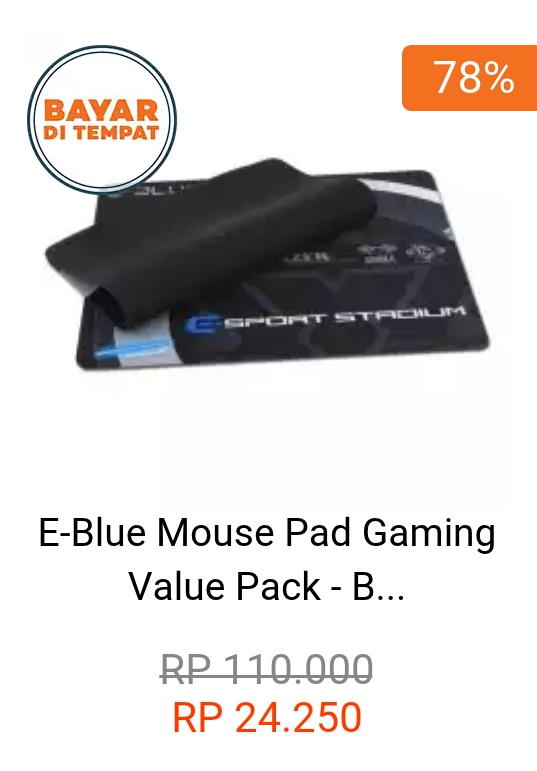 BAYAR
DI TEMPAT
78%
E-SPORT STADIUM
E-Blue Mouse Pad Gaming
Value Pack - B...
RP 110.000
RP 24.250